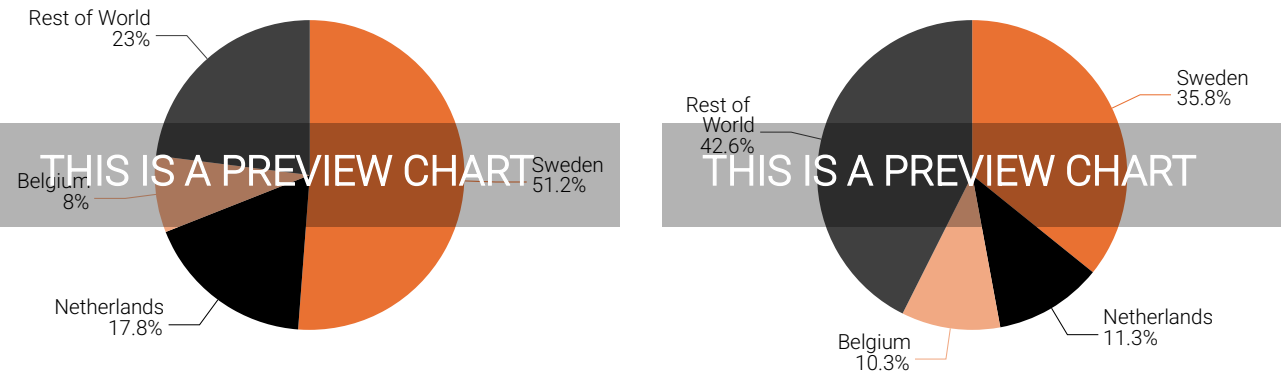 Rest of World
23%
THIS IS A PREVIEW CHART
Sweden
51.2%
Belgium
8%
Netherlands
17.8%
Sweden
35.8%
Rest of
World
42.6%
THIS IS A PREVIEW CHART
Netherlands
11.3%
Belgium
10.3%